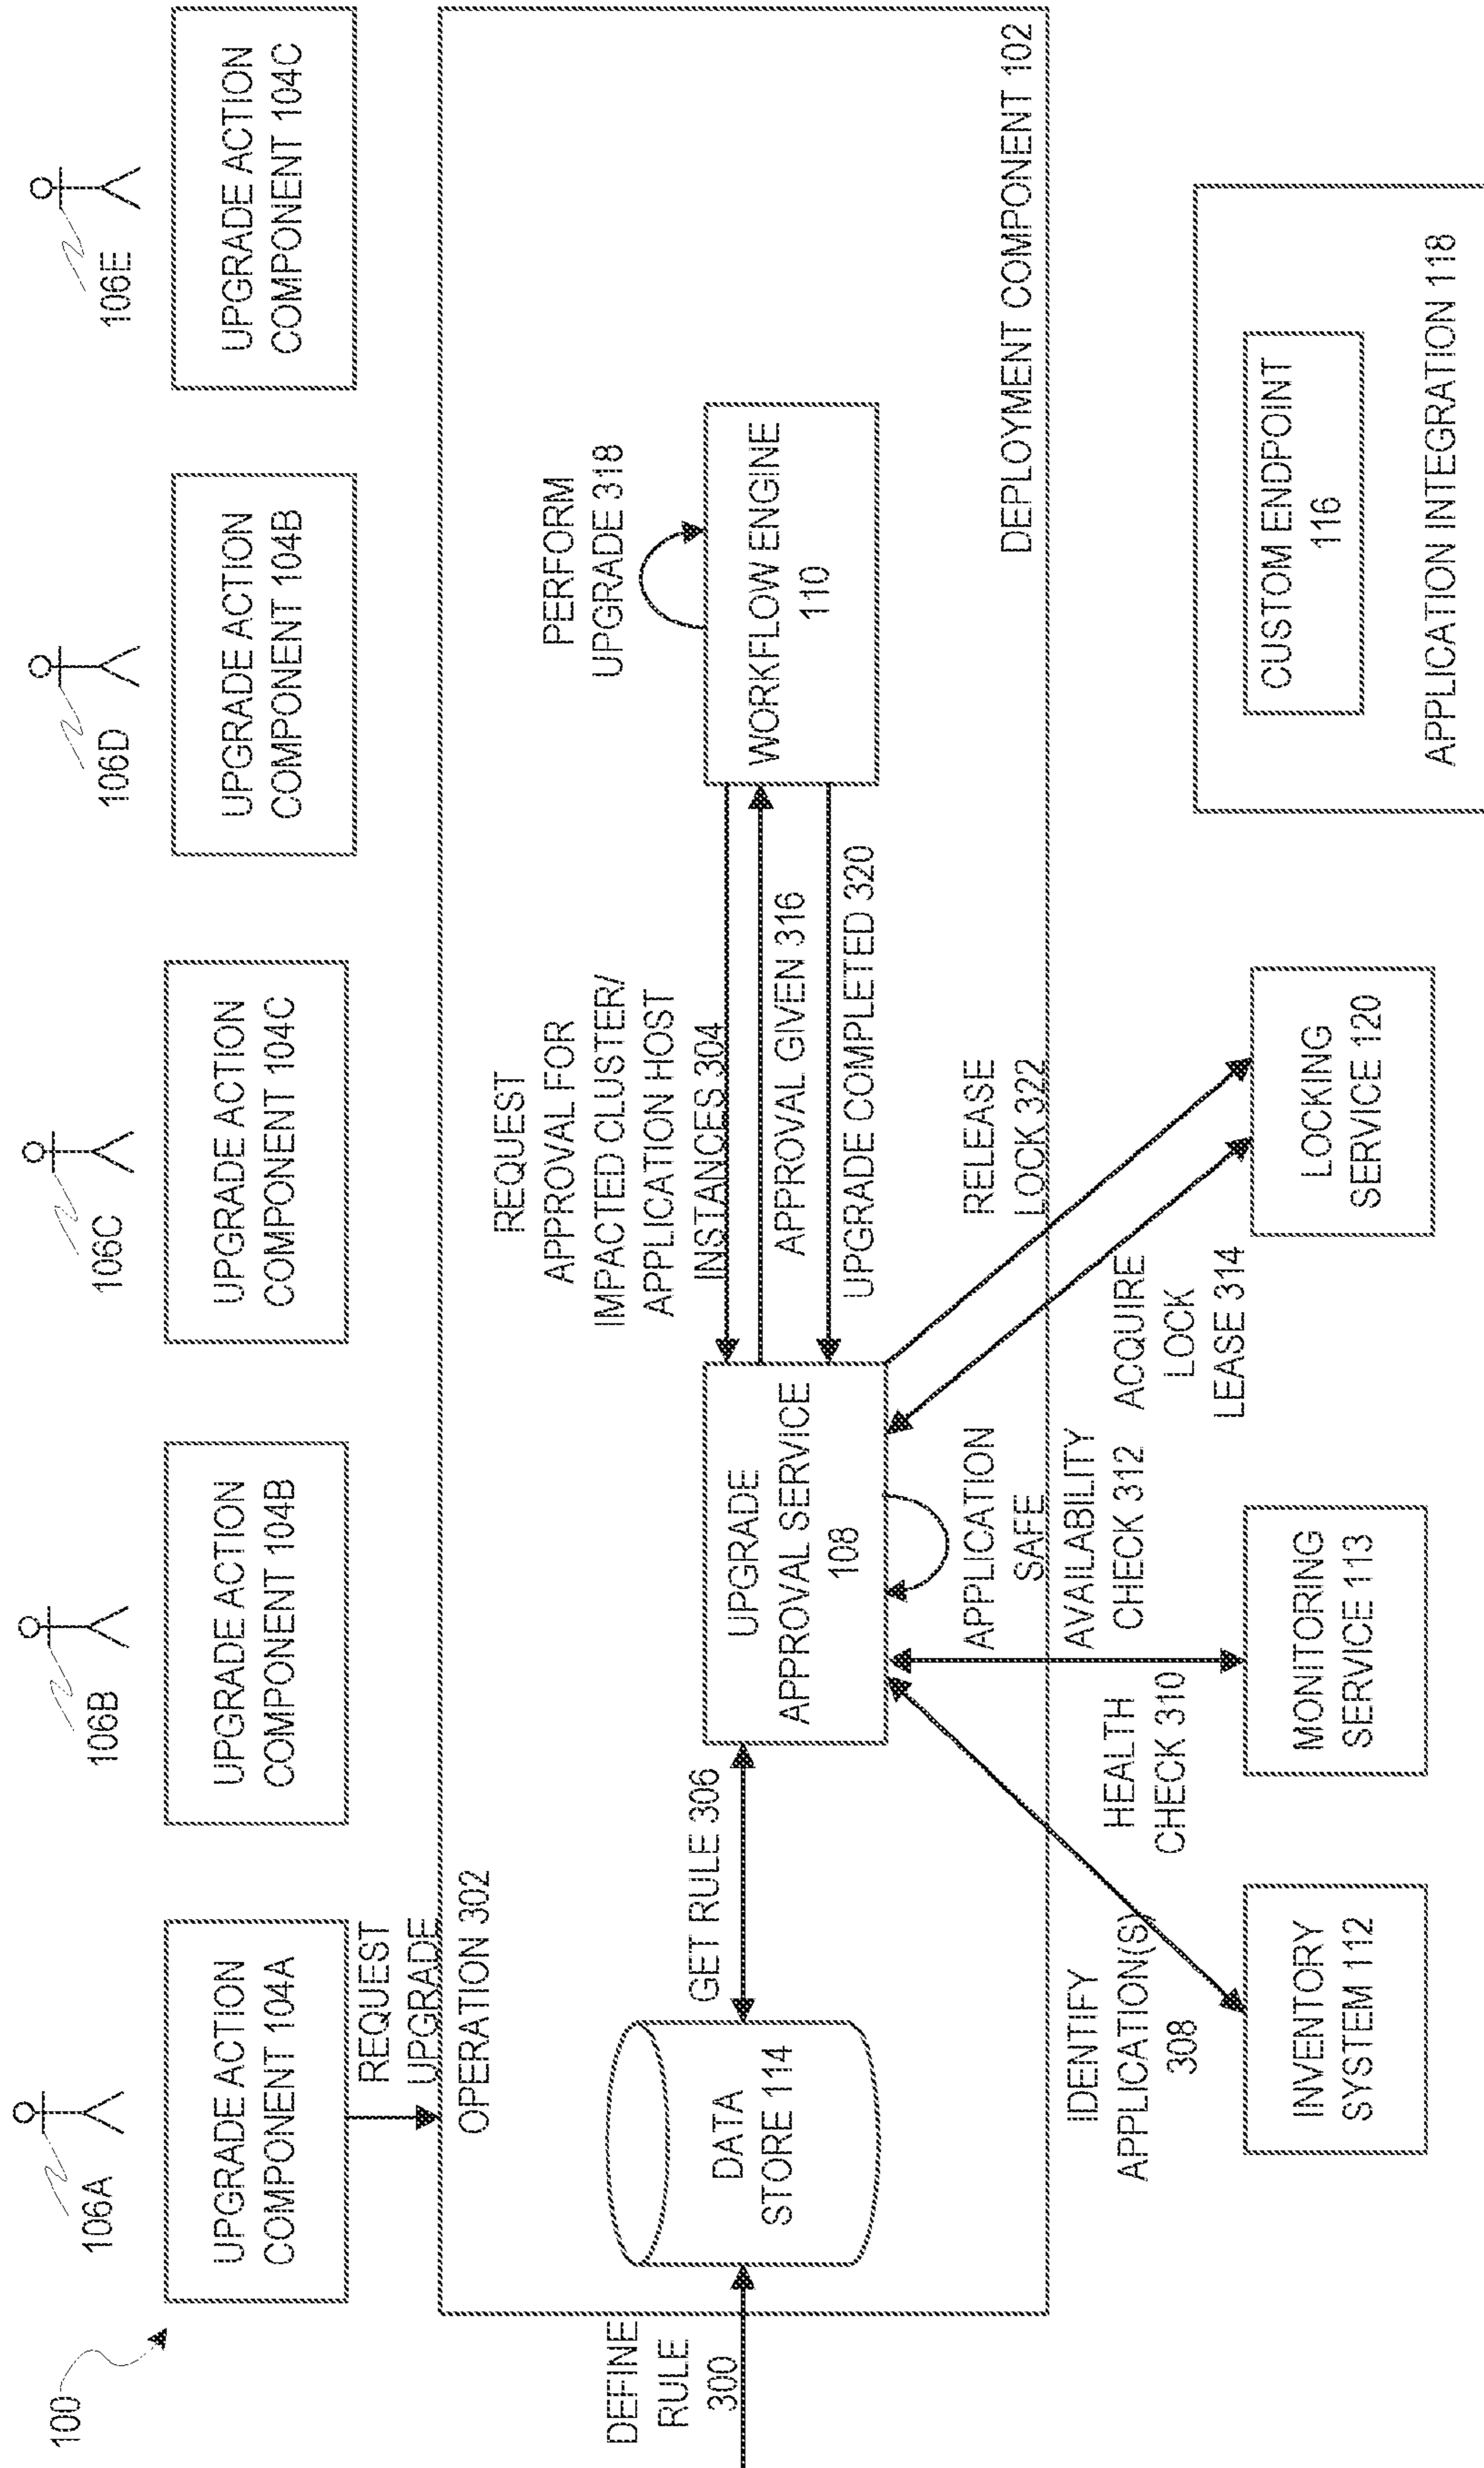 100
106A
106B
106C
106D
106E
UPGRADE ACTION
COMPONENT 104A
UPGRADE ACTION
COMPONENT 104B
UPGRADE ACTION
COMPONENT 104C
UPGRADE ACTION
COMPONENT 104B
UPGRADE ACTION
COMPONENT 104C
REQUEST
UPGRADE
OPERATION 302
DEFINE
RULE
300
DATA
STORE 114
GET RULE 306
UPGRADE
APPROVAL SERVICE
108
REQUEST
APPROVAL FOR
IMPACTED CLUSTER/
APPLICATION HOST
INSTANCES 304
APPROVAL GIVEN 316
UPGRADE COMPLETED 320
PERFORM
UPGRADE 318
WORKFLOW ENGINE
110
DEPLOYMENT COMPONENT 102
IDENTIFY
APPLICATION(S)
308
HEALTH
CHECK 310
APPLICATION
SAFE
AVAILABILITY
CHECK 312
ACQUIRE
LOCK
LEASE 314
RELEASE
LOCK 322
INVENTORY
SYSTEM 112
MONITORING
SERVICE 113
LOCKING
SERVICE 120
CUSTOM ENDPOINT
116
APPLICATION INTEGRATION 118